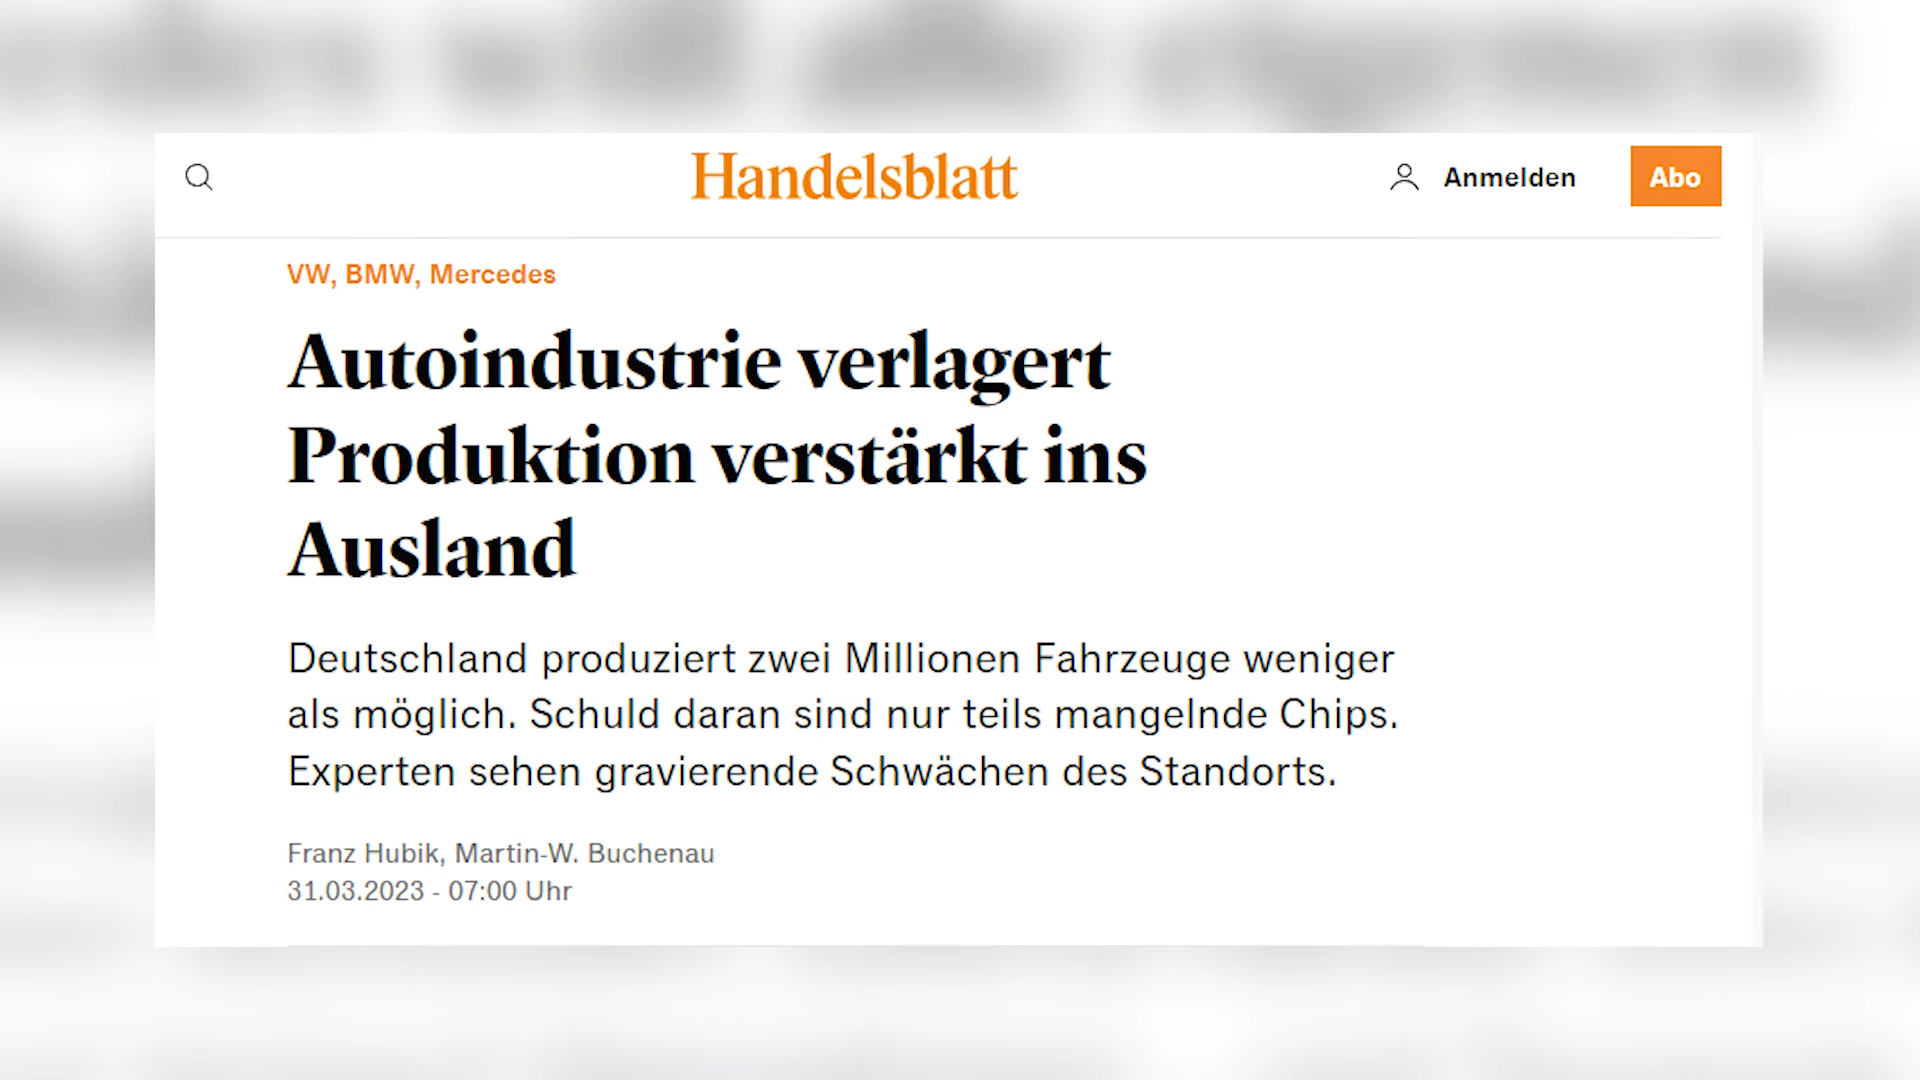 Handelsblatt
Anmelden
Abo
VW, BMW, Mercedes
Autoindustrie verlagert
Produktion verstärkt ins
Ausland
Deutschland produziert zwei Millionen Fahrzeuge weniger
als möglich. Schuld daran sind nur teils mangelnde Chips.
Experten sehen gravierende Schwächen des Standorts.
Franz Hubik, Martin-W. Buchenau
31.03.2023 - 07:00 Uhr